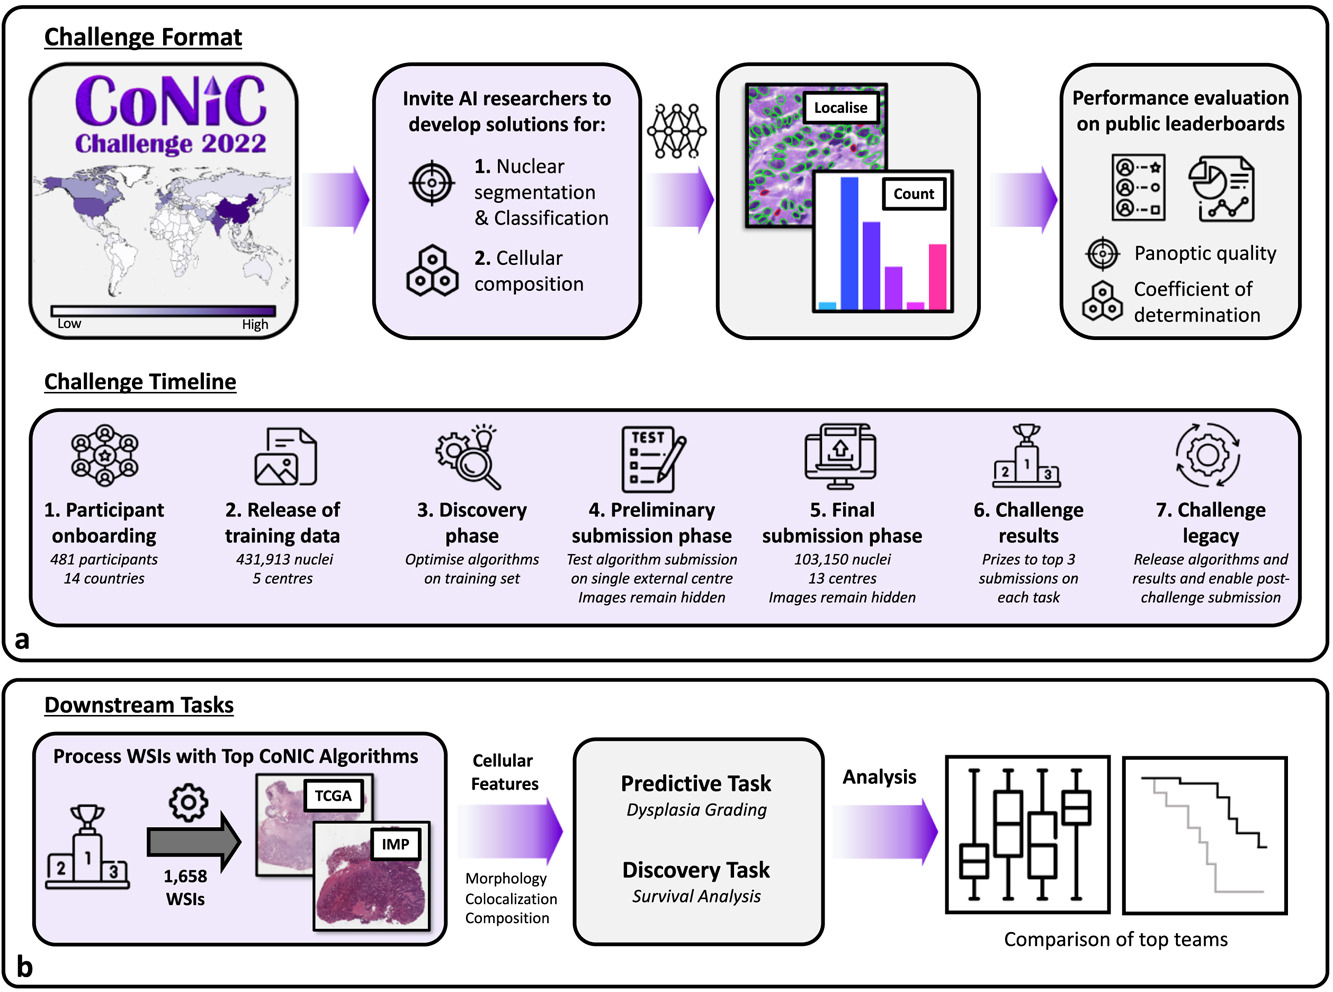 Challenge Format
CoNiC
Challenge 2022
Low
High
Invite AI researchers to
develop solutions for:
1. Nuclear
segmentation
& Classification
2. Cellular
composition
Localise
Count
Performance evaluation
on public leaderboards
Panoptic quality
Coefficient of
determination
Challenge Timeline
1. Participant
onboarding
481 participants
14 countries
2. Release of
training data
431,913 nuclei
5 centres
3. Discovery
phase
Optimise algorithms
on training set
TEST
4. Preliminary
submission phase
Test algorithm submission
on single external centre
Images remain hidden
5. Final
submission phase
103,150 nuclei
13 centres
Images remain hidden
2 1 3
6. Challenge
results
Prizes to top 3
submissions on
each task
7. Challenge
legacy
Release algorithms and
results and enable post-
challenge submission
a
Downstream Tasks
Process WSIs with Top CoNIC Algorithms
2 1 3
1,658
WSIs
TCGA
IMP
Cellular
Features
Morphology
Colocalization
Composition
Predictive Task
Dysplasia Grading
Discovery Task
Survival Analysis
Analysis
Comparison of top teams
b